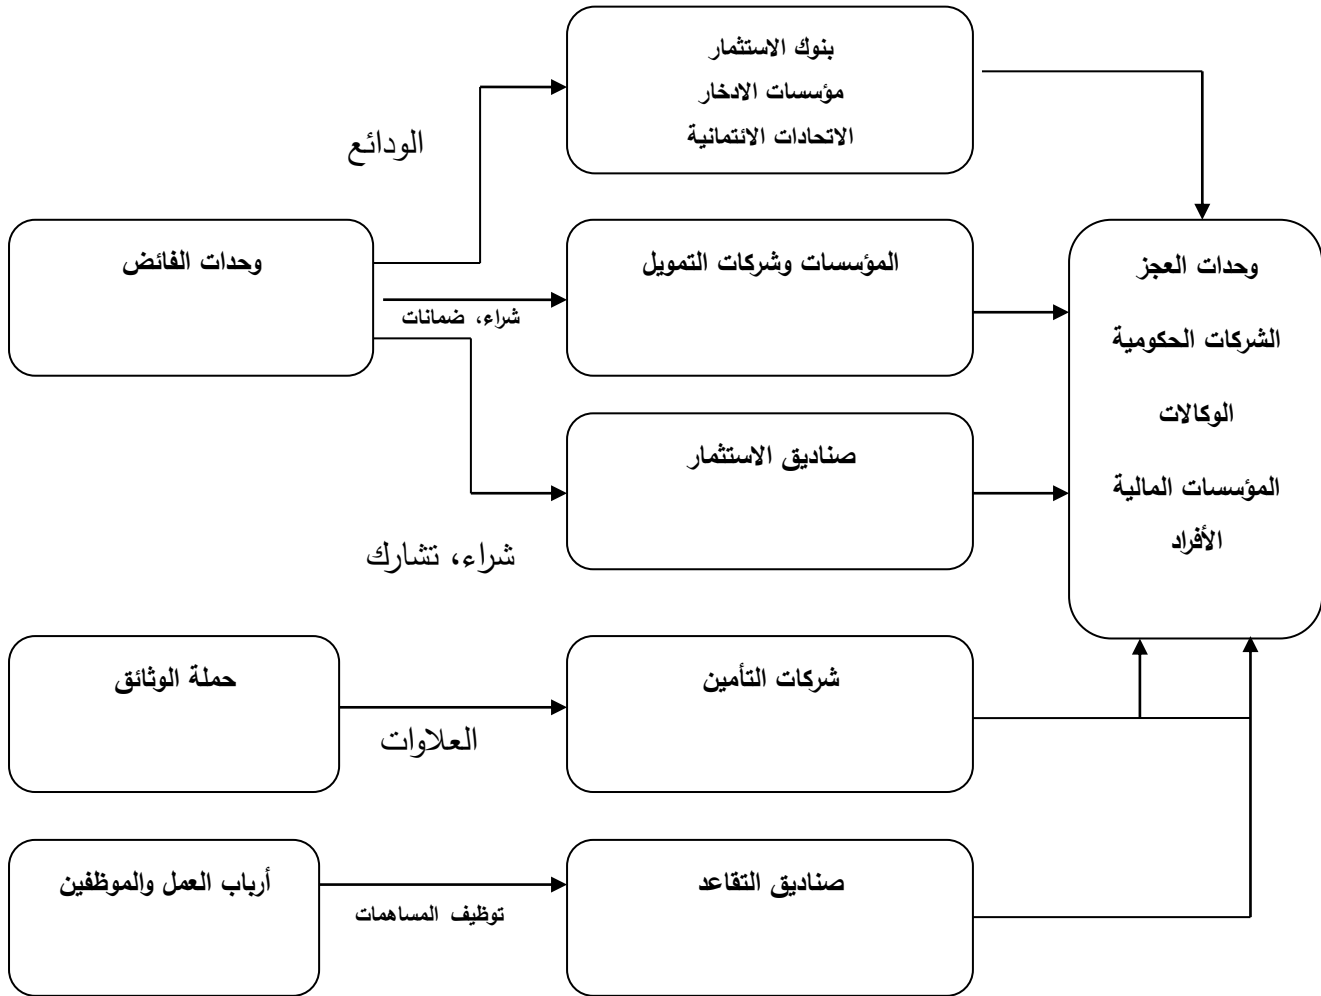 بنوك الاستثمار
مؤسسات الادخار
الاتحادات الائتمانية
الودائع
وحدات الفائض
المؤسسات وشركات التمويل
وحدات العجز
الشركات الحكومية
الوكالات
المؤسسات المالية
الأفراد
شراء، ضمانات
صناديق الاستثمار
شراء، تشارك
حملة الوثائق
شركات التأمين
العلاوات
أرباب العمل والموظفين
صناديق التقاعد
توظيف المساهمات